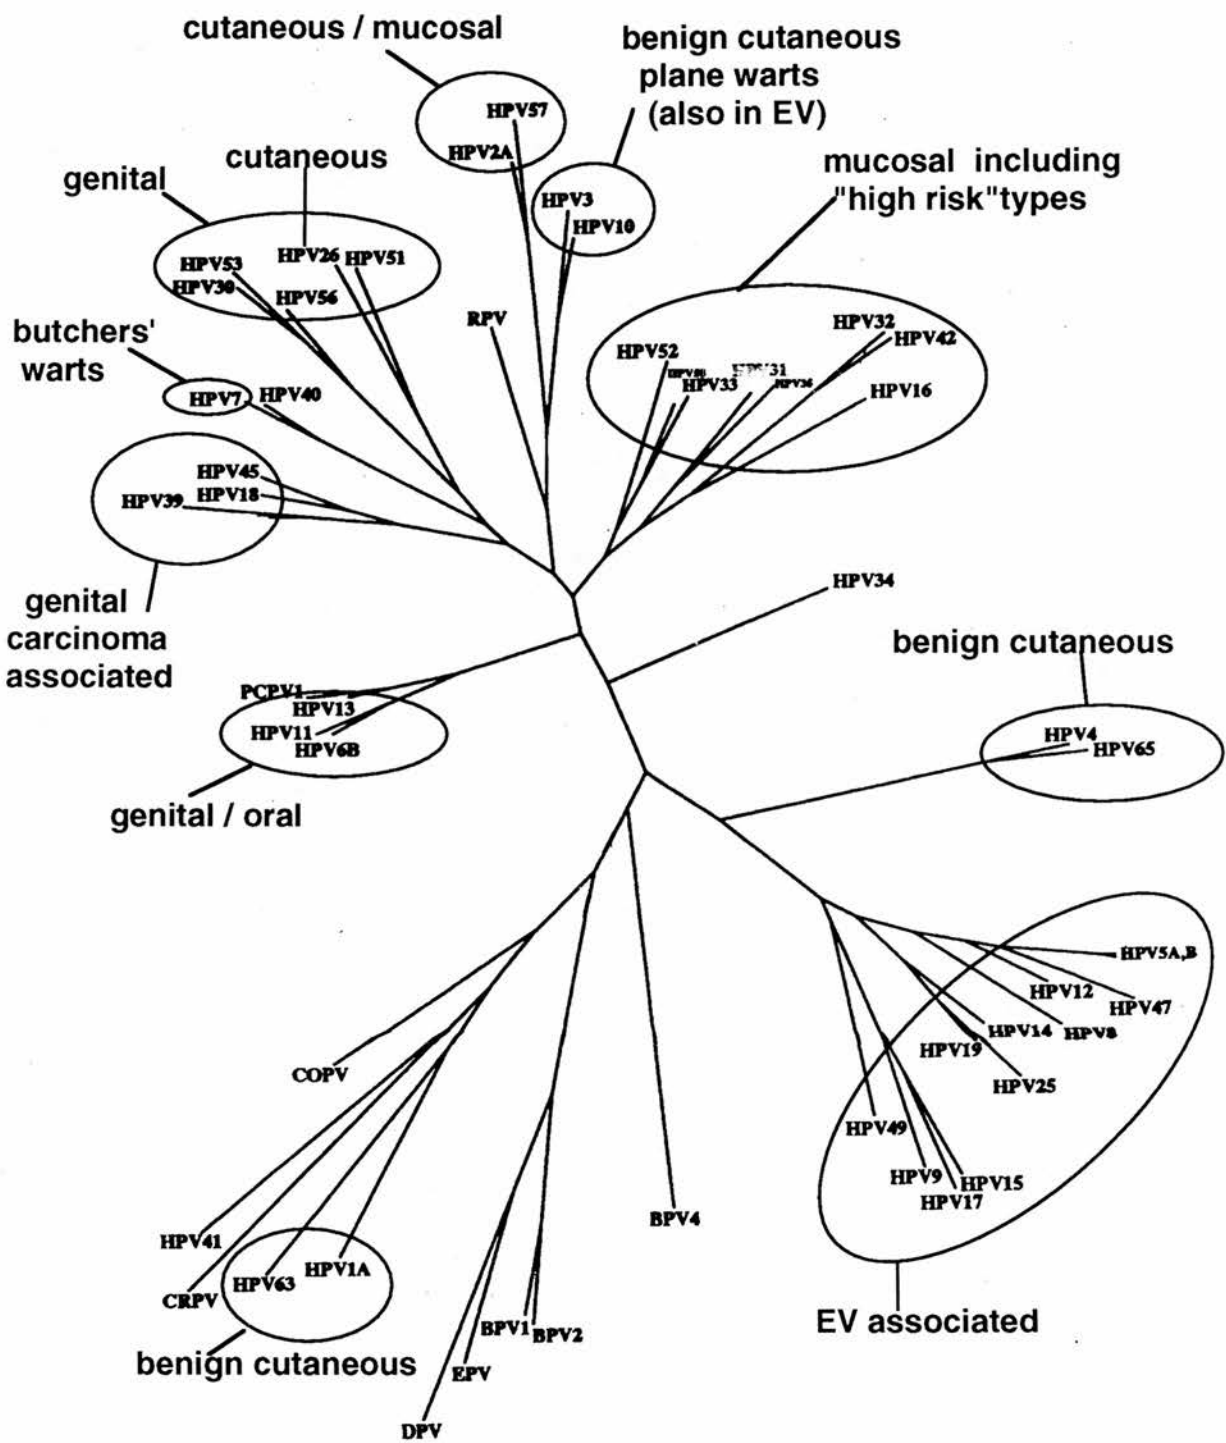 cutaneous / mucosal
benign cutaneous
plane warts
(also in EV)
HPV57
HPV2A
genital
cutaneous
HPV3
HPV10
mucosal including
"high risk"types
HPV53
HPV30
HPV26
HPV51
HPV56
RPV
butchers'
warts
HPV7
HPV40
HPV52
HPV33
HPV32
HPV42
HPV16
HPV45
HPV18
HPV39
genital
carcinoma
associated
HPV34
benign cutaneous
HPV4
HPV65
PCPV1
HPV13
HPV11
HPV6B
genital / oral
HPV5A,B
HPV12
HPV47
HPV14
HPV8
HPV19
HPV25
HPV49
HPV9
HPV15
HPV17
EV associated
COPV
HPV41
CRPV
HPV63
HPV1A
benign cutaneous
BPV4
BPV1
BPV2
EPV
DPV